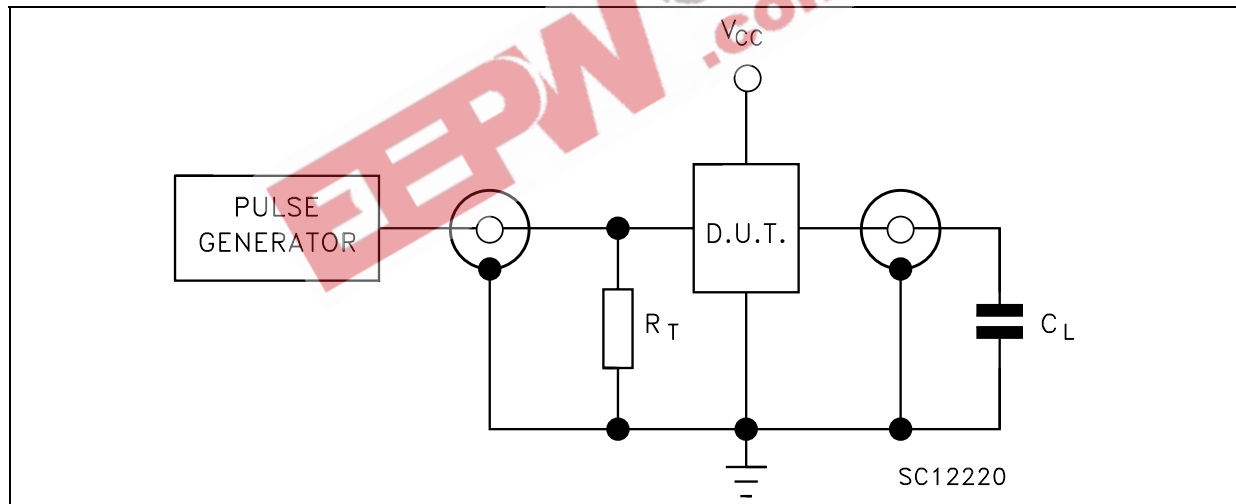 EEPW
.com
VCC
PULSE
GENERATOR
D.U.T.
RT
CL
SC12220